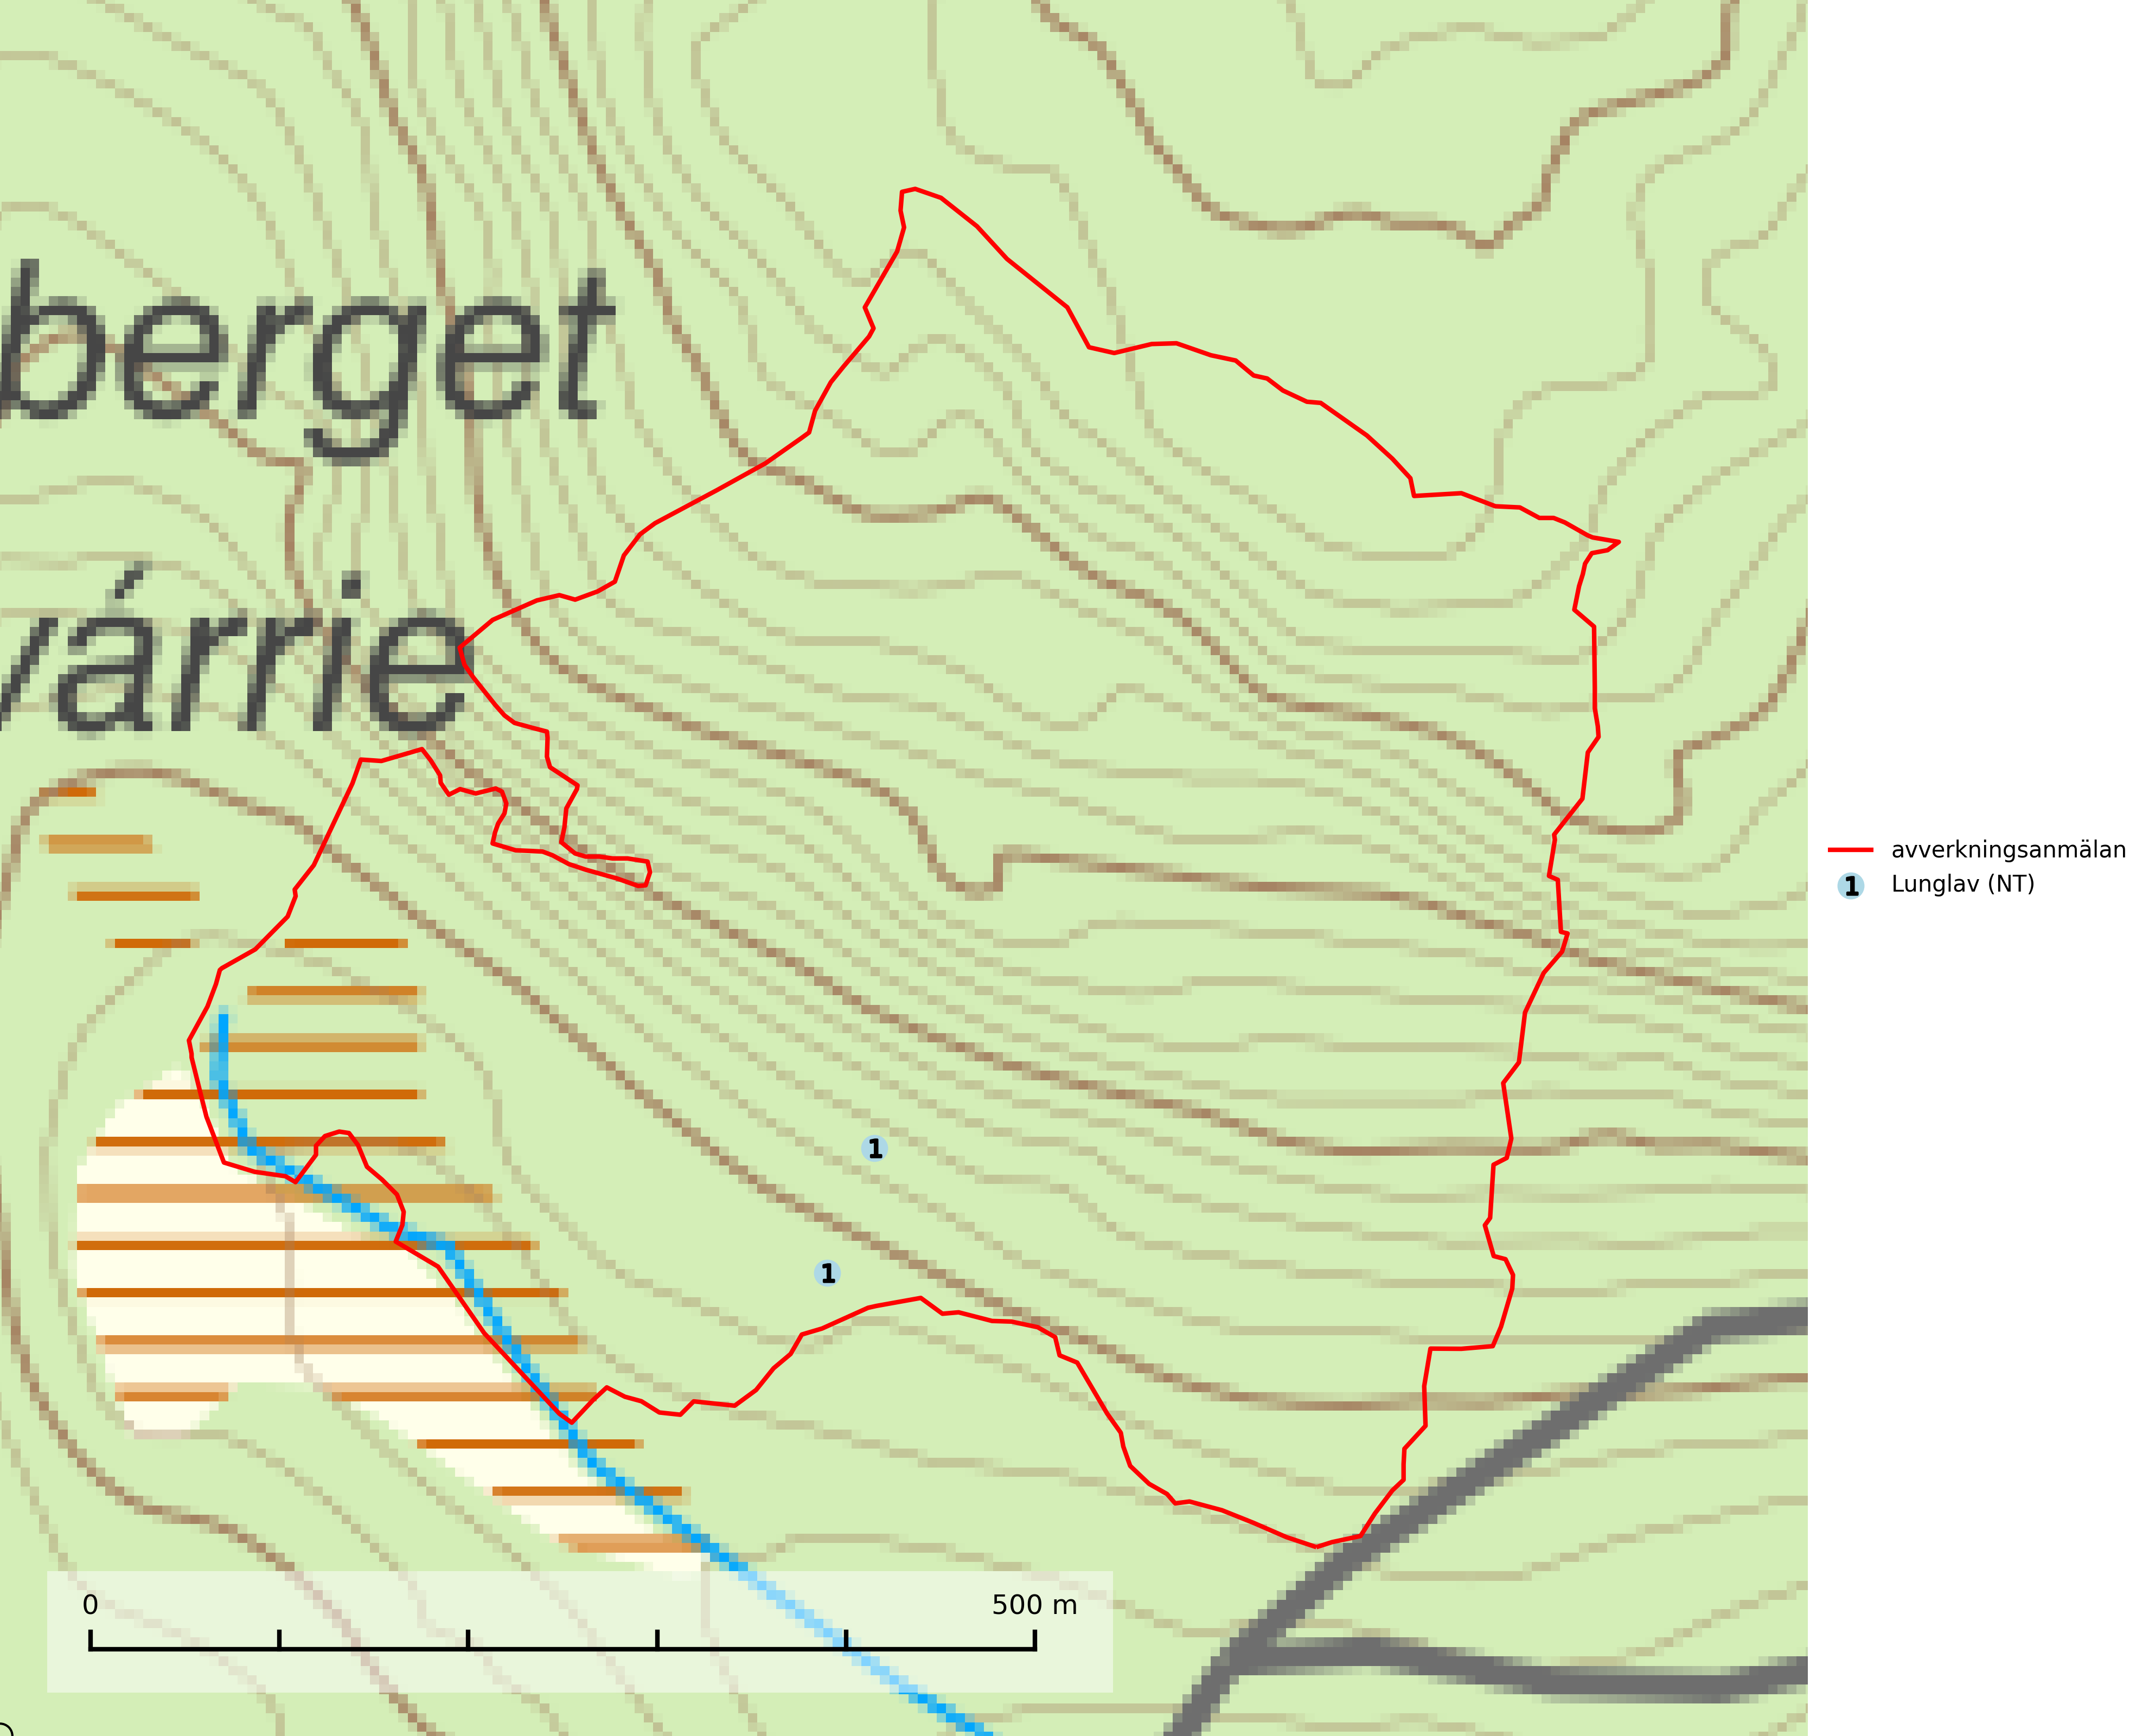 berget
várrie
1
1
0 500 m
avverkningsanmälan
1 Lunglav (NT)